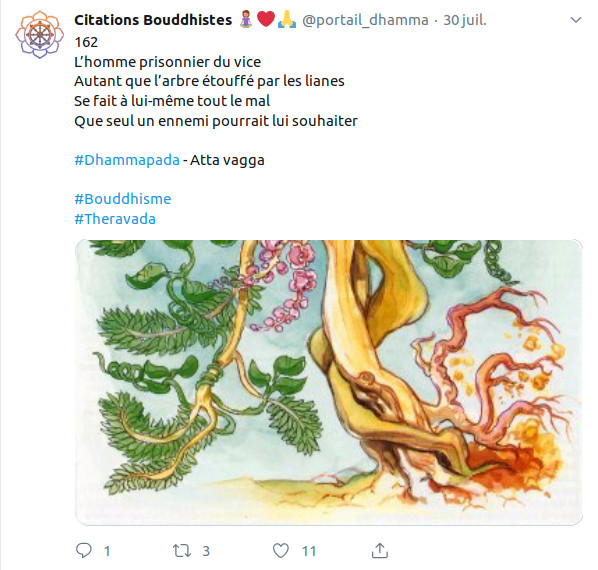 Citations Bouddhistes 🧘❤️🙏 @portail_dhamma · 30 juil.
162
L’homme prisonnier du vice
Autant que l’arbre étouffé par les lianes
Se fait à lui-même tout le mal
Que seul un ennemi pourrait lui souhaiter
#Dhammapada - Atta vagga
#Bouddhisme
#Theravada
1 3 11